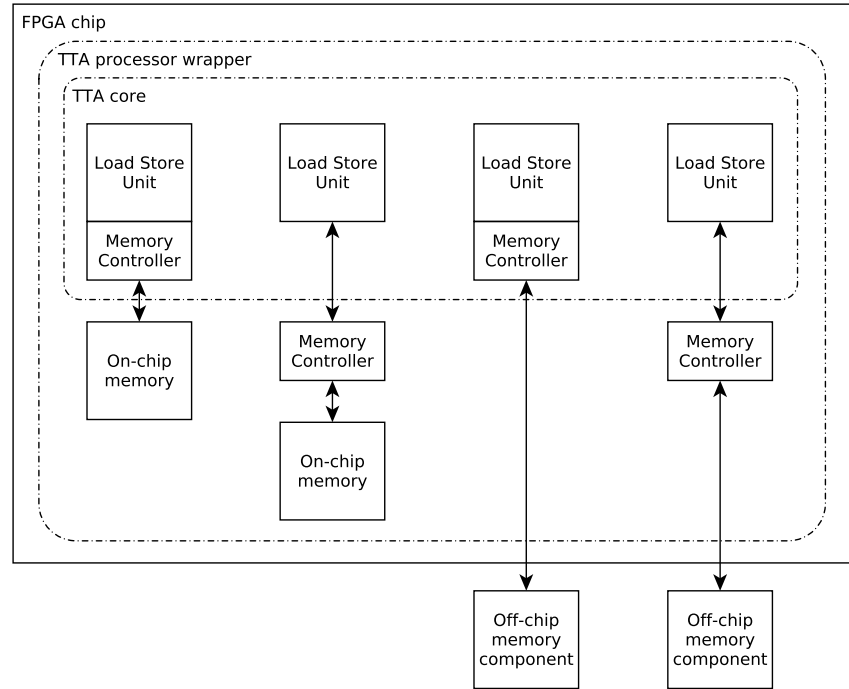 FPGA chip
TTA processor wrapper
TTA core
Load Store
Unit
Memory
Controller
On-chip
memory
Load Store
Unit
Memory
Controller
On-chip
memory
Load Store
Unit
Memory
Controller
Off-chip
memory
component
Load Store
Unit
Memory
Controller
Off-chip
memory
component